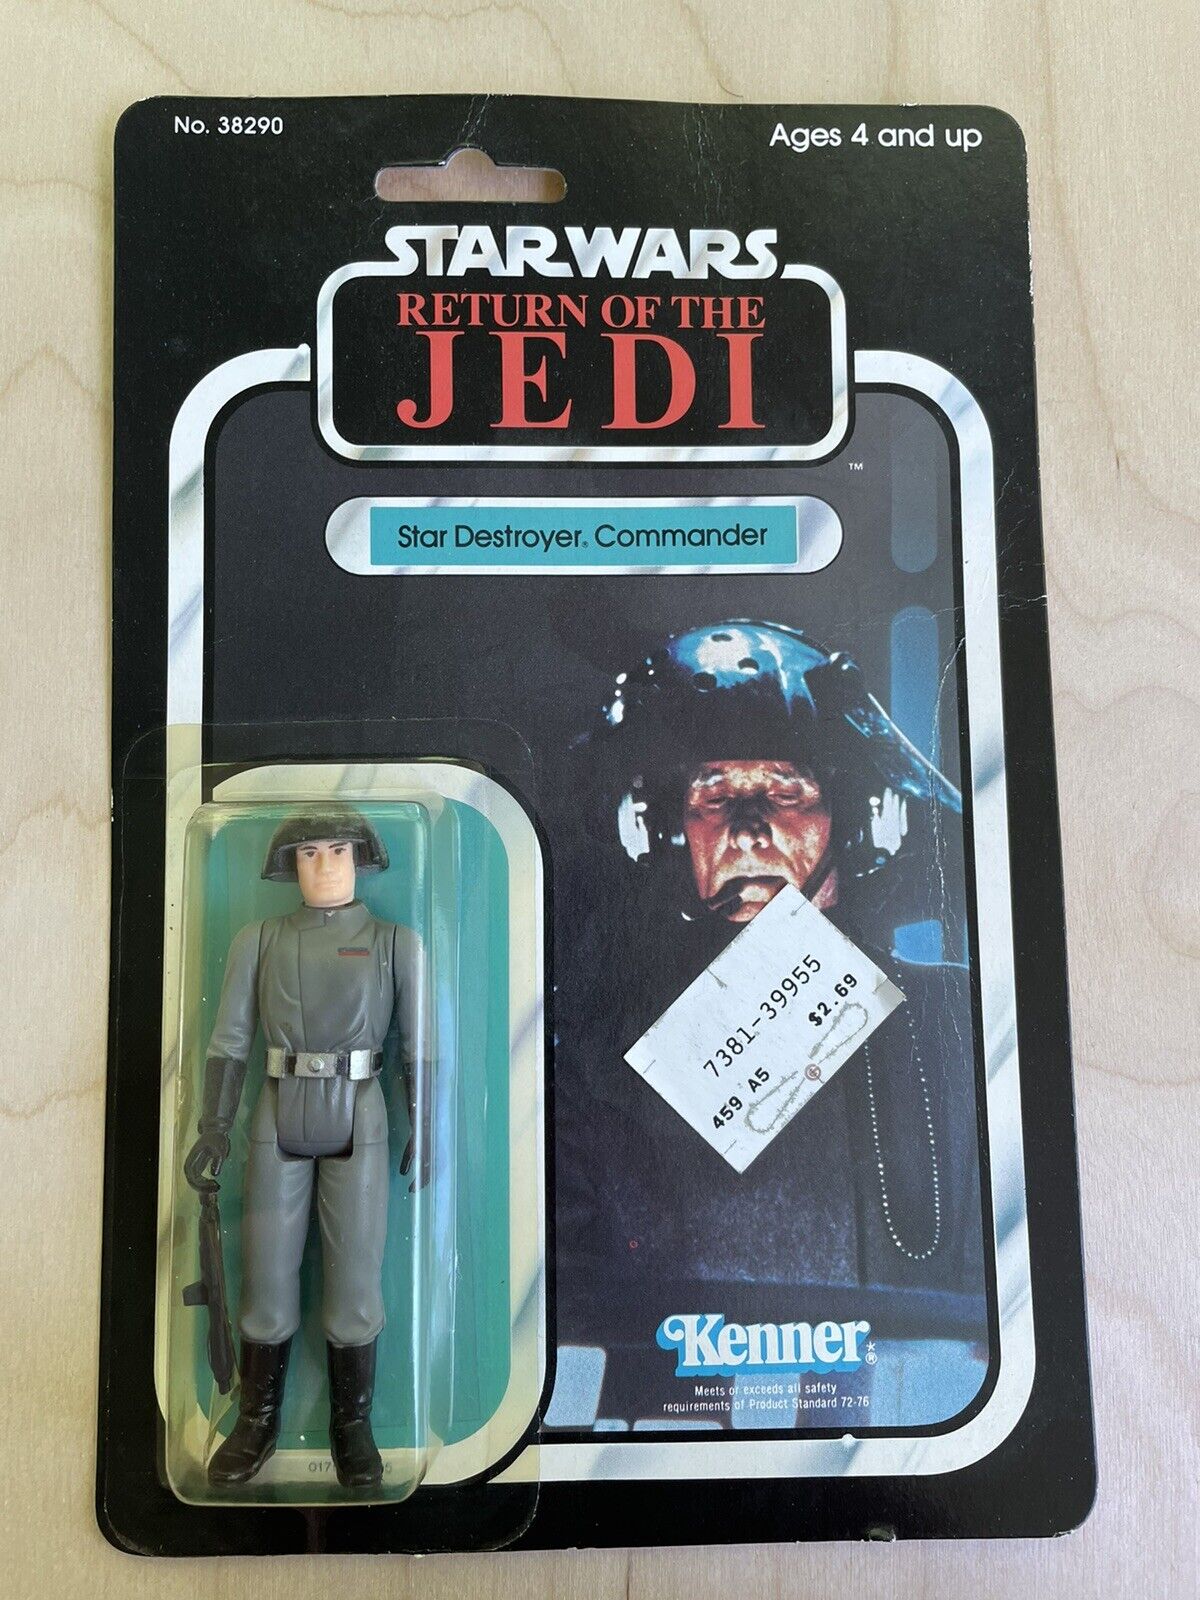 No. 38290
Ages 4 and up
STAR WARS
RETURN OF THE
JEDI
™
Star Destroyer® Commander
7381-39955
$2.69
459 A5
Kenner®
Meets or exceeds all safety
requirements of Product Standard 72-76